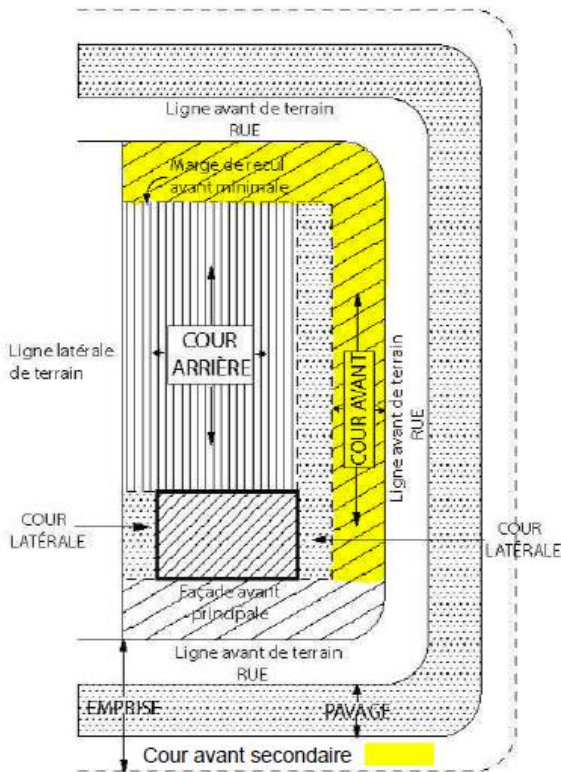 Ligne avant de terrain
RUE
Marge de recul
avant minimale
COUR
ARRIÈRE
Ligne latérale
de terrain
COUR AVANT
Ligne avant de terrain
RUE
COUR
LATÉRALE
COUR
LATÉRALE
Façade avant
principale
Ligne avant de terrain
RUE
EMPRISE
PAVAGE
Cour avant secondaire